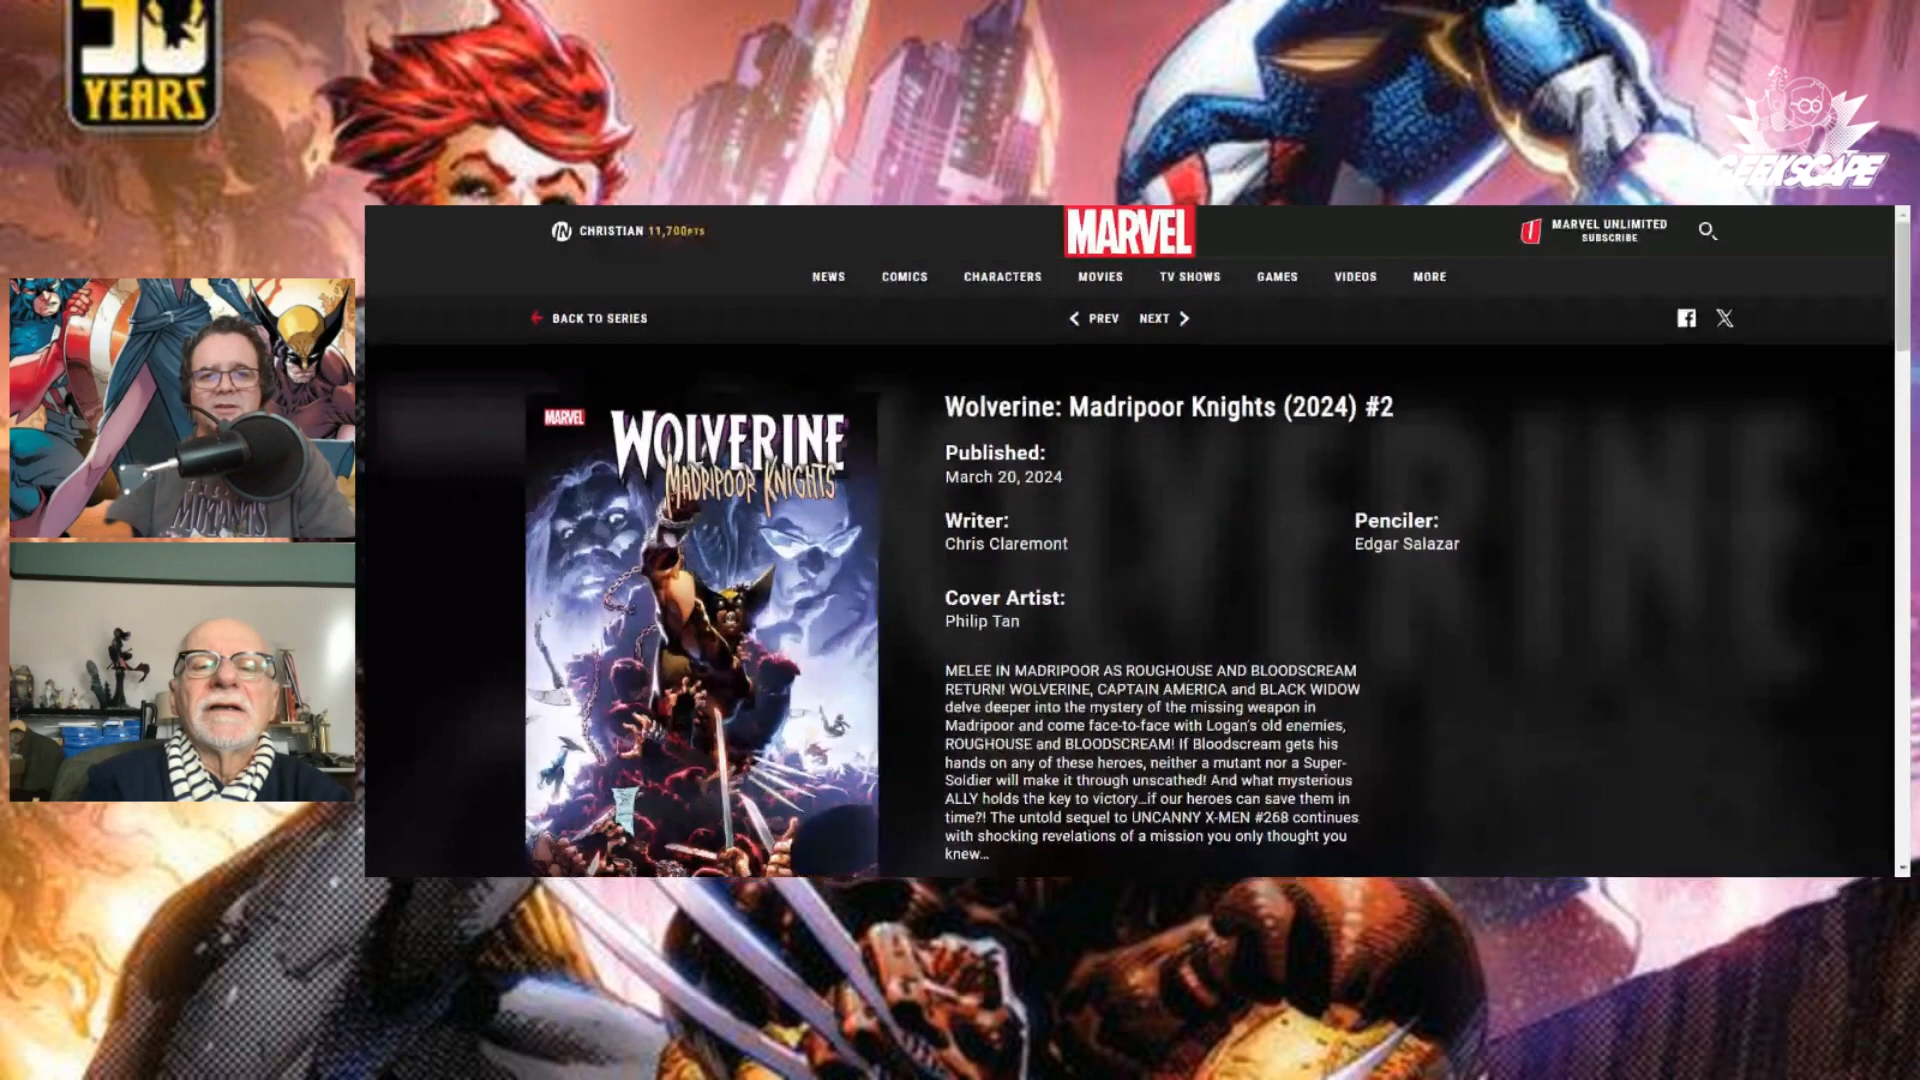 50
YEARS
GEEKSCAPE
CHRISTIAN 11,700PTS
MARVEL
MARVEL UNLIMITED
SUBSCRIBE
NEWS COMICS CHARACTERS MOVIES TV SHOWS GAMES VIDEOS MORE
BACK TO SERIES
PREV NEXT
MARVEL
WOLVERINE
MADRIPOOR KNIGHTS
Wolverine: Madripoor Knights (2024) #2
Published:
March 20, 2024
Writer:
Chris Claremont
Penciler:
Edgar Salazar
Cover Artist:
Philip Tan
MELEE IN MADRIPOOR AS ROUGHOUSE AND BLOODSCREAM
RETURN! WOLVERINE, CAPTAIN AMERICA and BLACK WIDOW
delve deeper into the mystery of the missing weapon in
Madripoor and come face-to-face with Logan's old enemies,
ROUGHOUSE and BLOODSCREAM! If Bloodscream gets his
hands on any of these heroes, neither a mutant nor a Super-
Soldier will make it through unscathed! And what mysterious
ALLY holds the key to victory…if our heroes can save them in
time?! The untold sequel to UNCANNY X-MEN #268 continues
with shocking revelations of a mission you only thought you
knew…
MUTANTS
WOLVERINE